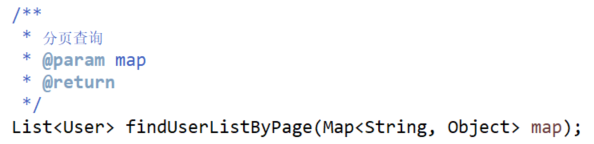 /**
 * 分页查询
 * @param map
 * @return
 */
List<User> findUserListByPage(Map<String, Object> map);